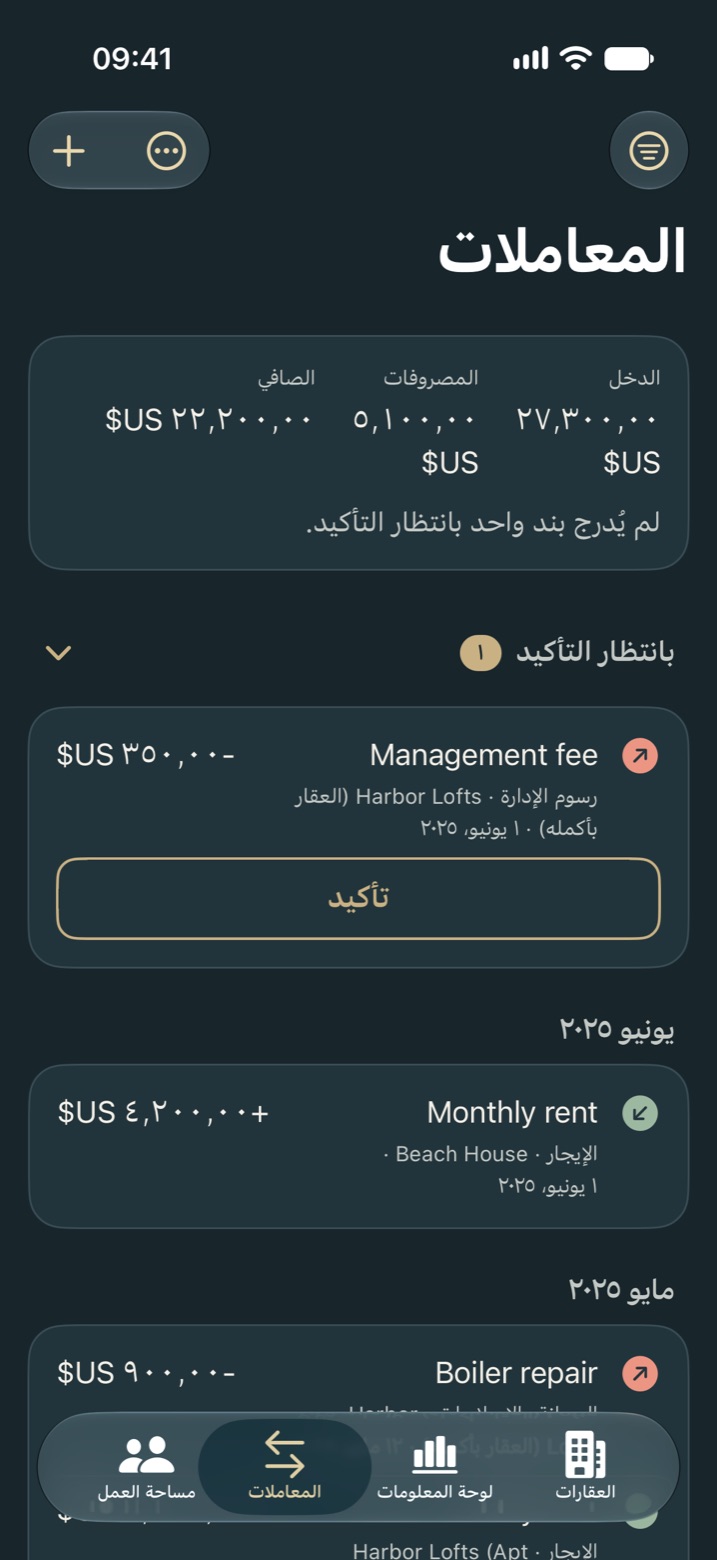 09:41
المعاملات
الدخل
٢٧,٣٠٠,٠٠
US$
المصروفات
٥,١٠٠,٠٠
US$
الصافي
٢٢,٢٠٠,٠٠ US$
لم يُدرج بند واحد بانتظار التأكيد.
بانتظار التأكيد ١
Management fee
-٣٥٠,٠٠ US$
رسوم الإدارة · Harbor Lofts (العقار
بأكمله) · ١٠ يونيو، ٢٠٢٥
تأكيد
يونيو ٢٠٢٥
Monthly rent
+٤,٢٠٠,٠٠ US$
الإيجار · Beach House ·
١ يونيو، ٢٠٢٥
مايو ٢٠٢٥
Boiler repair
-٩٠٠,٠٠ US$
العقارات
لوحة المعلومات
المعاملات
مساحة العمل
الإيجار · Harbor Lofts (Apt